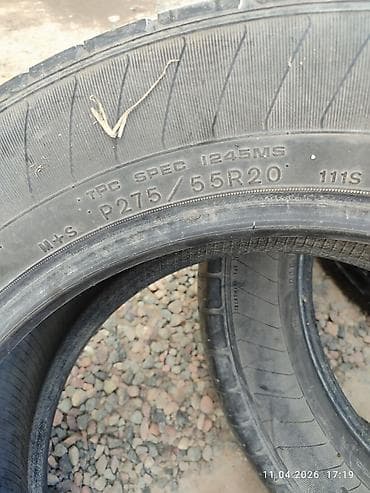 TPC SPEC 1245MS
M+S P275/55R20 111S
11.04.2026 17:19